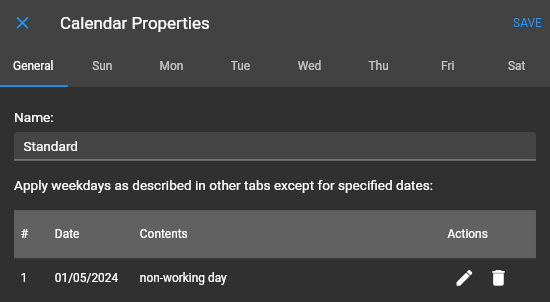 Calendar Properties SAVE
General Sun Mon Tue Wed Thu Fri Sat
Name:
Standard
Apply weekdays as described in other tabs except for specified dates:
# Date Contents Actions
1 01/05/2024 non-working day